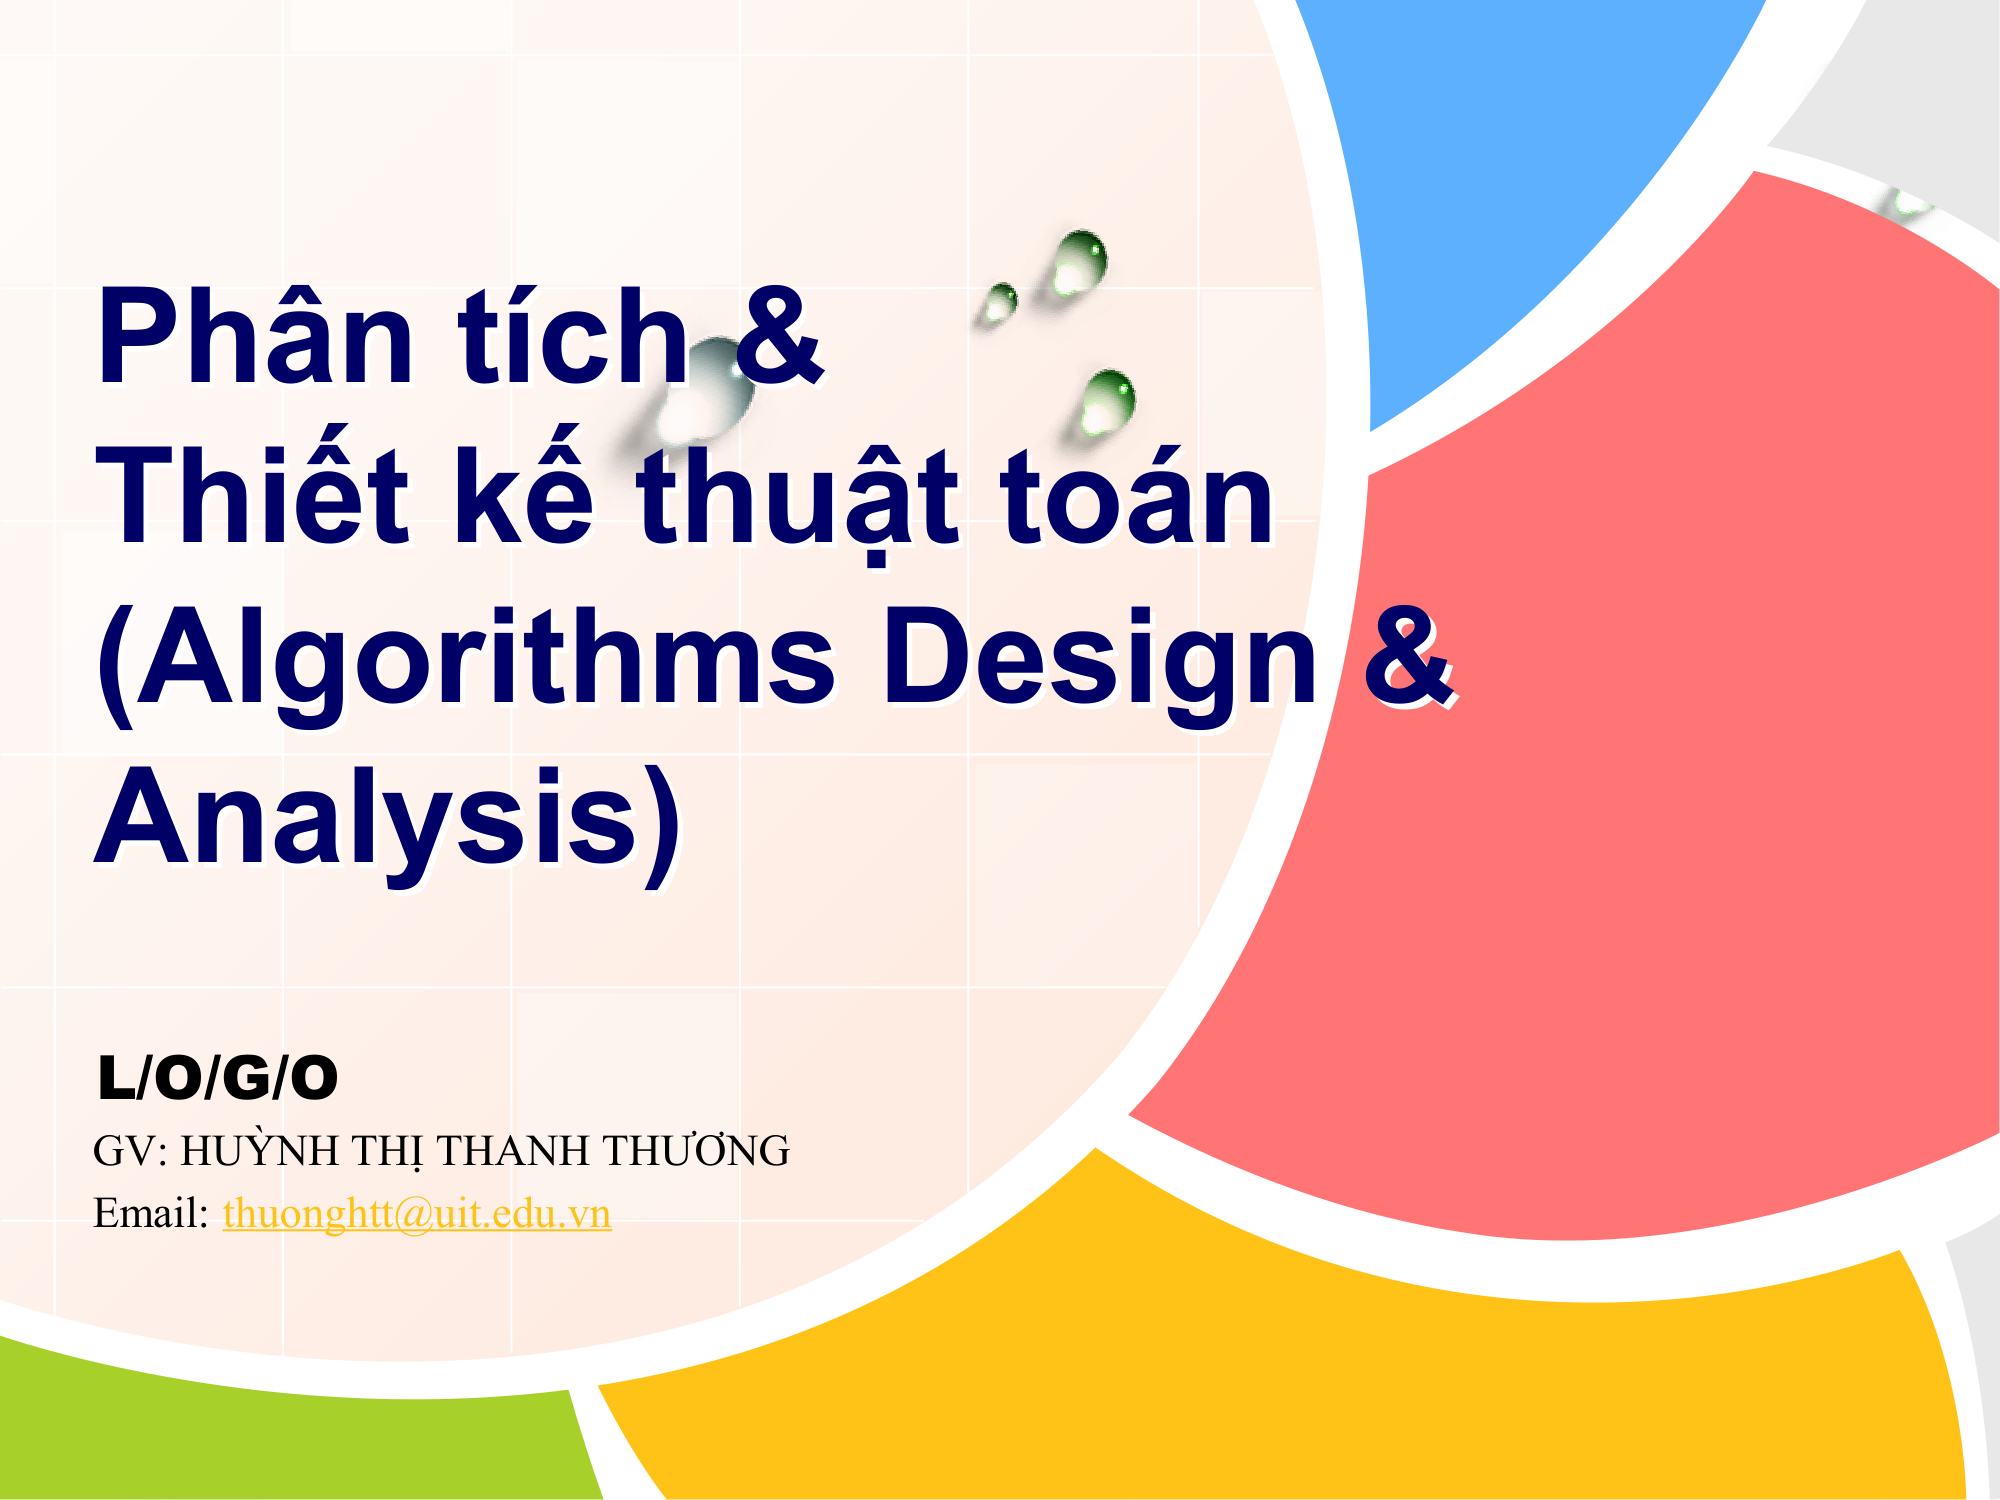 Phân tích &
Thiết kế thuật toán
(Algorithms Design &
Analysis)
L/O/G/O
GV: HUỲNH THỊ THANH THƯƠNG
Email: thuonghtt@uit.edu.vn